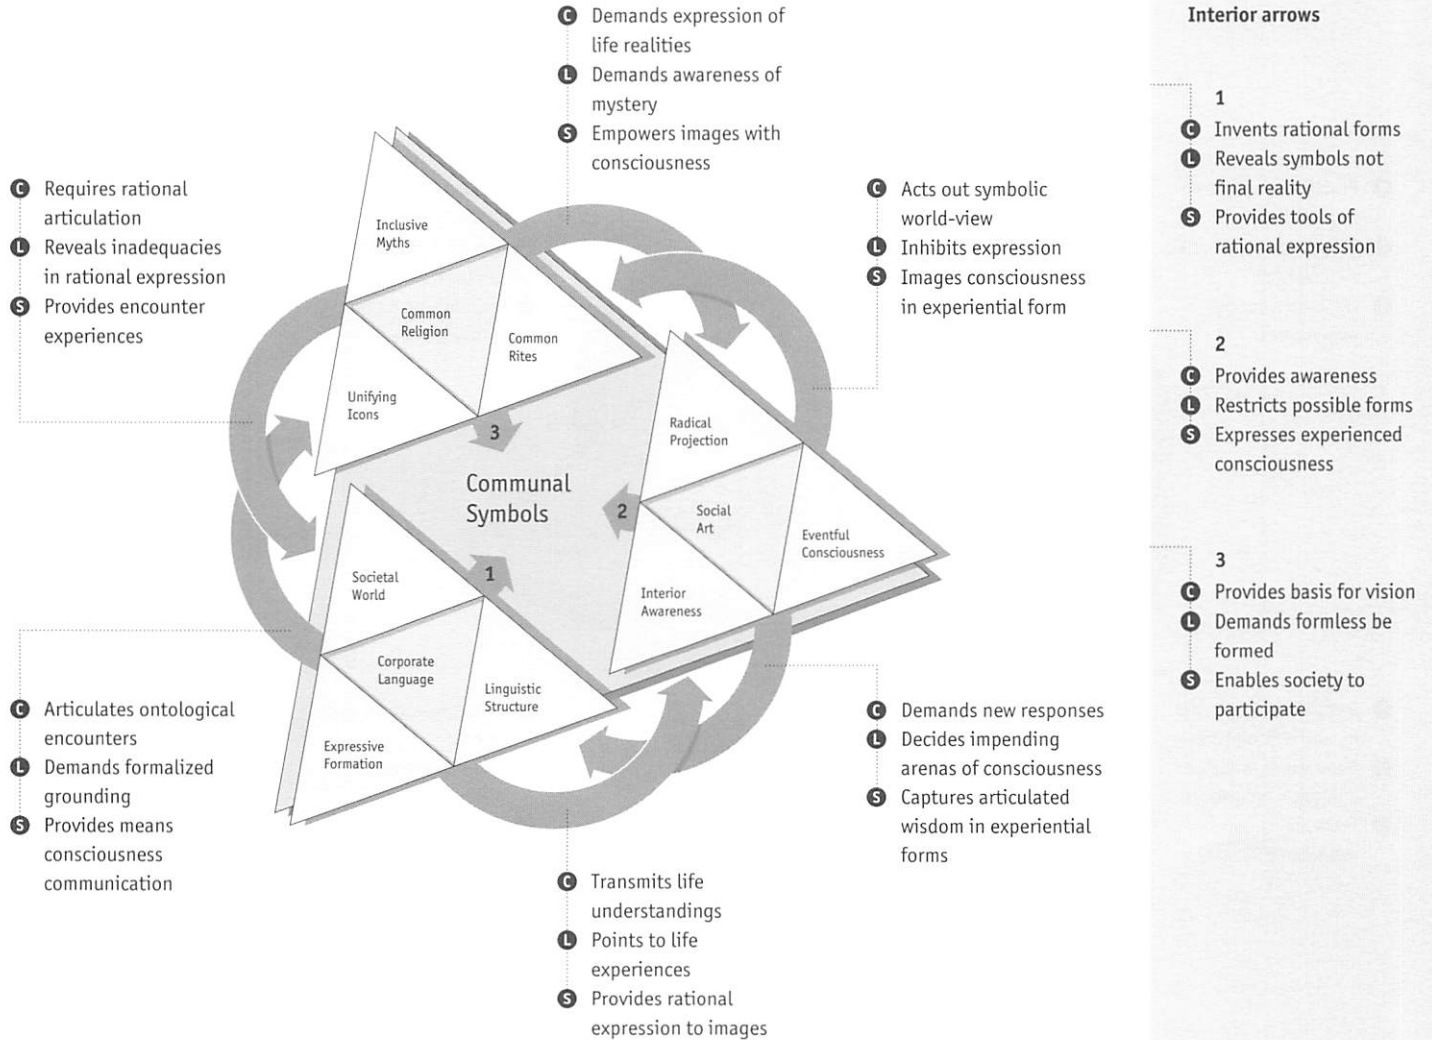 C Demands expression of
life realities
L Demands awareness of
mystery
S Empowers images with
consciousness
C Requires rational
articulation
L Reveals inadequacies
in rational expression
S Provides encounter
experiences
C Acts out symbolic
world-view
L Inhibits expression
S Images consciousness
in experiential form
Inclusive
Myths
Common
Religion
Common
Rites
Unifying
Icons
3
Communal
Symbols
Radical
Projection
2
Social
Art
Eventful
Consciousness
Interior
Awareness
1
Societal
World
Corporate
Language
Linguistic
Structure
Expressive
Formation
C Articulates ontological
encounters
L Demands formalized
grounding
S Provides means
consciousness
communication
C Demands new responses
L Decides impending
arenas of consciousness
S Captures articulated
wisdom in experiential
forms
C Transmits life
understandings
L Points to life
experiences
S Provides rational
expression to images
Interior arrows
1
C Invents rational forms
L Reveals symbols not
final reality
S Provides tools of
rational expression
2
C Provides awareness
L Restricts possible forms
S Expresses experienced
consciousness
3
C Provides basis for vision
L Demands formless be
formed
S Enables society to
participate